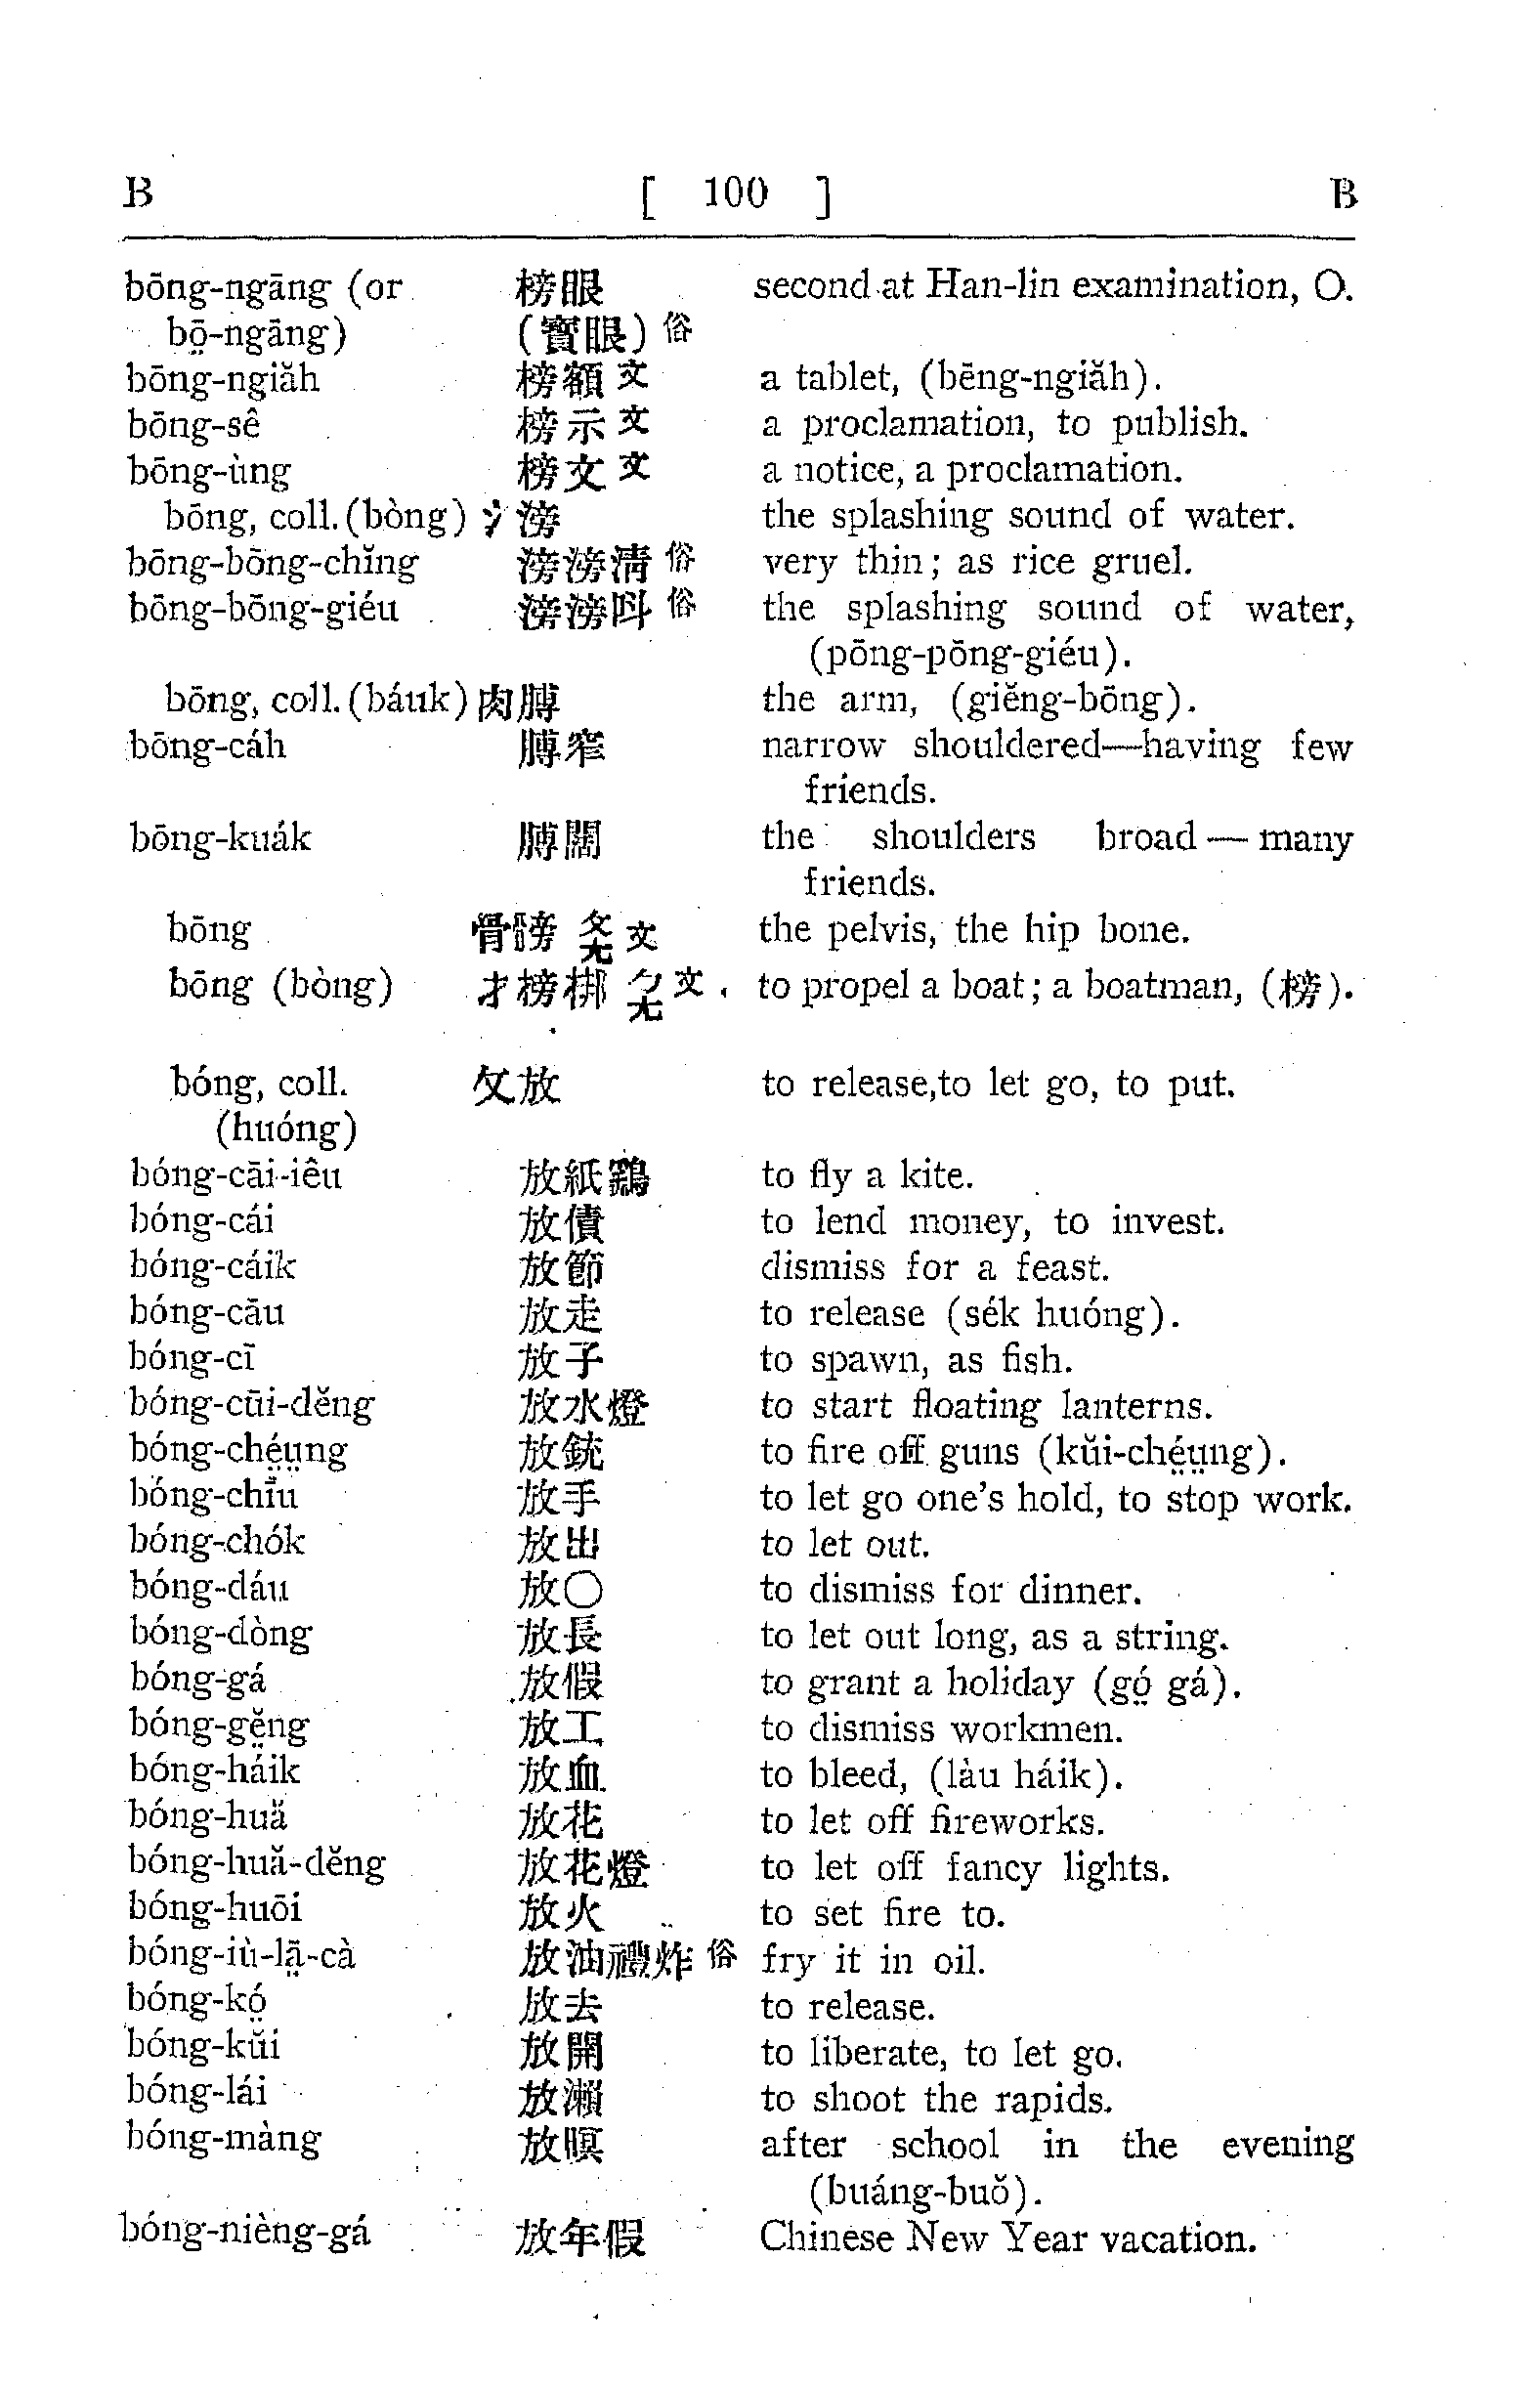 B [ 100 ] B
bōng-ngāng (or 榜眼 second at Han-lin examination, O.
bō̤-ngāng) (寶眼) 俗
bōng-ngiăh 榜額 文 a tablet, (bēng-ngiăh).
bōng-sê 榜示 文 a proclamation, to publish.
bōng-ùng 榜文 文 a notice, a proclamation.
bōng, coll. (bòng) 氵滂 the splashing sound of water.
bōng-bōng-chĭng 滂滂清 俗 very thin; as rice gruel.
bōng-bōng-giéu 滂滂呌 俗 the splashing sound of water,
(pōng-pōng-giéu).
bōng, coll. (báuk) 肉膊 the arm, (giĕng-bōng).
bōng-cáh 膊窄 narrow shouldered—having few
friends.
bōng-kuák 膊闊 the shoulders broad — many
friends.
bōng 骨髈 ㄆㄤ 文 the pelvis, the hip bone.
bōng (bòng) 才榜梆 ㄅㄤ 文 to propel a boat; a boatman, (榜).
bóng, coll. 攵放 to release, to let go, to put.
(huóng)
bóng-cāi-iêu 放紙鷂 to fly a kite.
bóng-cái 放債 to lend money, to invest.
bóng-cáik 放節 dismiss for a feast.
bóng-cāu 放走 to release (sék huóng).
bóng-cī 放子 to spawn, as fish.
bóng-cūi-dĕng 放水燈 to start floating lanterns.
bóng-ché̤ṳng 放銃 to fire off guns (kŭi-ché̤ṳng).
bóng-chiū 放手 to let go one's hold, to stop work.
bóng-chók 放出 to let out.
bóng-dáu 放〇 to dismiss for dinner.
bóng-dòng 放長 to let out long, as a string.
bóng-gá 放假 to grant a holiday (gó̤ gá).
bóng-gĕ̤ng 放工 to dismiss workmen.
bóng-háik 放血 to bleed, (làu háik).
bóng-huă 放花 to let off fireworks.
bóng-huă-dĕng 放花燈 to let off fancy lights.
bóng-huōi 放火 to set fire to.
bóng-iù-lā̤-cà 放油禮炸 俗 fry it in oil.
bóng-kó̤ 放去 to release.
bóng-kŭi 放開 to liberate, to let go.
bóng-lái 放瀨 to shoot the rapids.
bóng-màng 放暝 after school in the evening
(buáng-buŏ).
bóng-nièng-gá 放年假 Chinese New Year vacation.